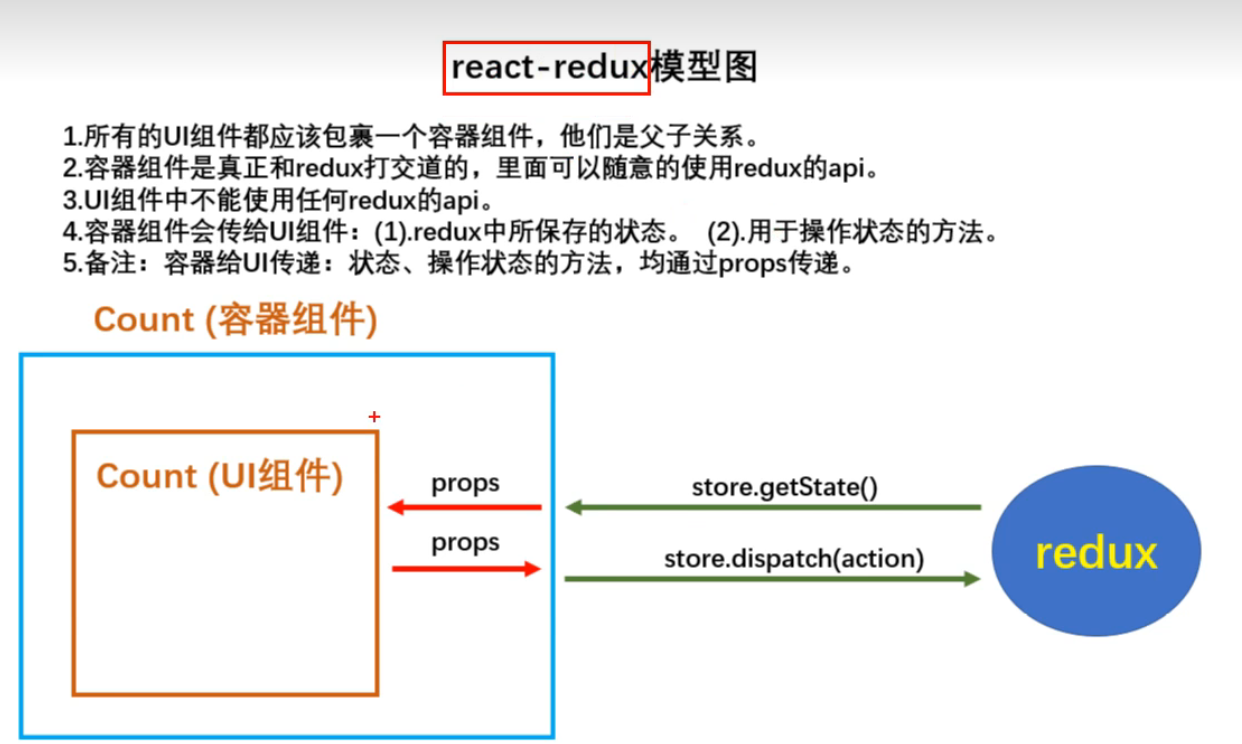 react-redux模型图
1.所有的UI组件都应该包裹一个容器组件，他们是父子关系。
2.容器组件是真正和redux打交道的，里面可以随意的使用redux的api。
3.UI组件中不能使用任何redux的api。
4.容器组件会传给UI组件：(1).redux中所保存的状态。 (2).用于操作状态的方法。
5.备注：容器给UI传递：状态、操作状态的方法，均通过props传递。
Count (容器组件)
Count (UI组件)
props
store.getState()
props
store.dispatch(action)
redux